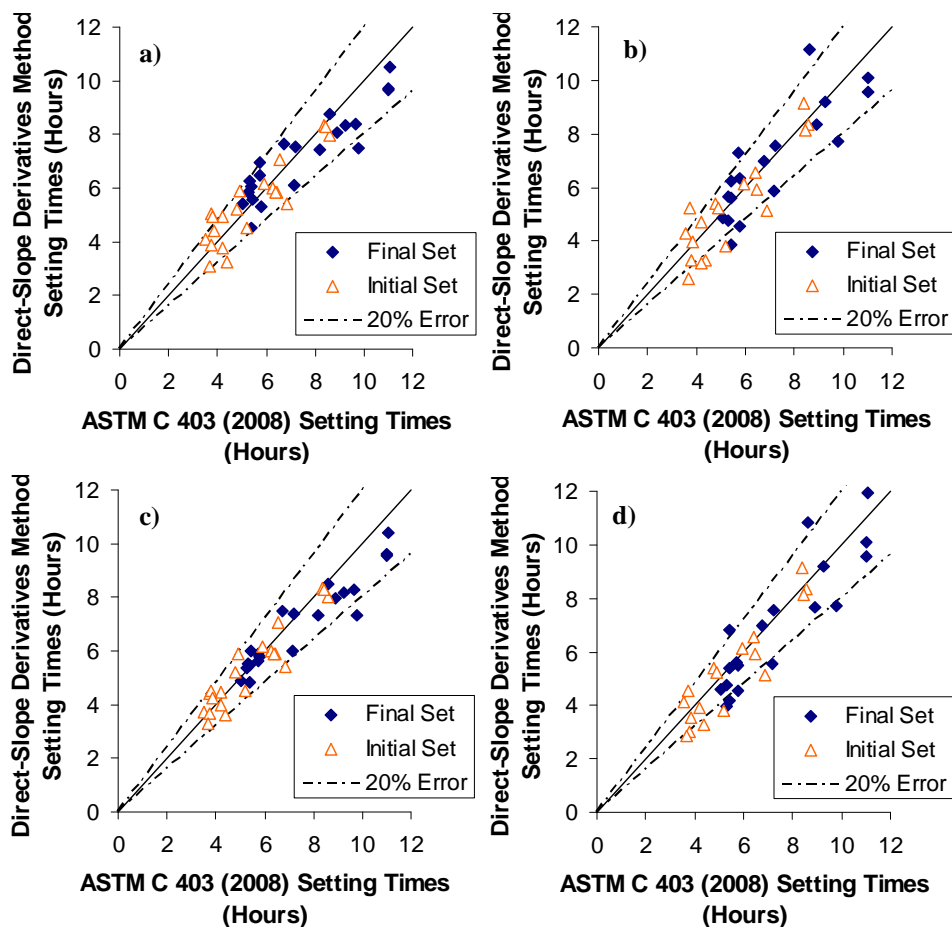 a)
Direct-Slope Derivatives Method
Setting Times (Hours)
12
10
8
6
4
2
0
0 2 4 6 8 10 12
Final Set
Initial Set
20% Error
ASTM C 403 (2008) Setting Times
(Hours)
b)
Direct-Slope Derivatives Method
Setting Times (Hours)
12
10
8
6
4
2
0
0 2 4 6 8 10 12
Final Set
Initial Set
20% Error
ASTM C 403 (2008) Setting Times
(Hours)
c)
Direct-Slope Derivatives Method
Setting Times (Hours)
12
10
8
6
4
2
0
0 2 4 6 8 10 12
Final Set
Initial Set
20% Error
ASTM C 403 (2008) Setting Times
(Hours)
d)
Direct-Slope Derivatives Method
Setting Times (Hours)
12
10
8
6
4
2
0
0 2 4 6 8 10 12
Final Set
Initial Set
20% Error
ASTM C 403 (2008) Setting Times
(Hours)